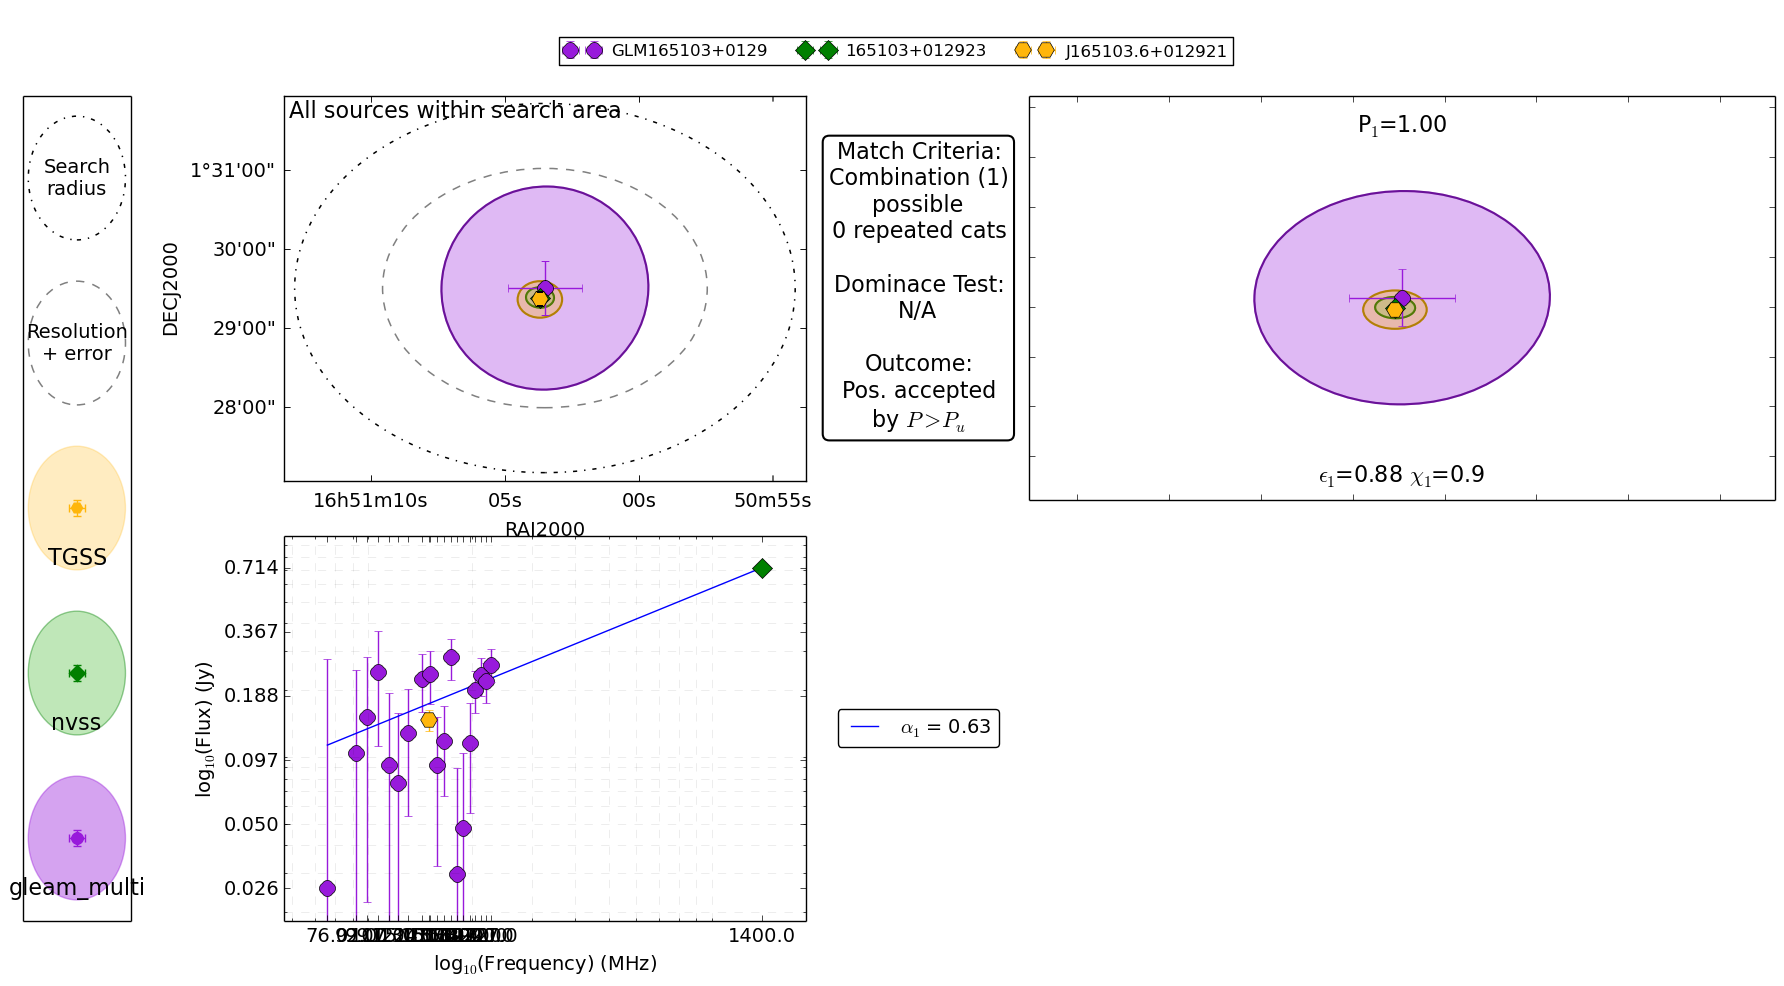 GLM165103+0129 165103+012923 J165103.6+012921
Search
radius
Resolution
+ error
TGSS
nvss
gleam_multi
All sources within search area
DECJ2000
1°31'00"
30'00"
29'00"
28'00"
16h51m10s 05s 00s 50m55s
RAJ2000
Match Criteria:
Combination (1)
possible
0 repeated cats
Dominace Test:
N/A
Outcome:
Pos. accepted
by P>Pᵤ
P₁=1.00
ϵ₁=0.88 χ₁=0.9
log₁₀(Flux) (Jy)
0.714
0.367
0.188
0.097
0.050
0.026
1400.0
log₁₀(Frequency) (MHz)
α₁ = 0.63